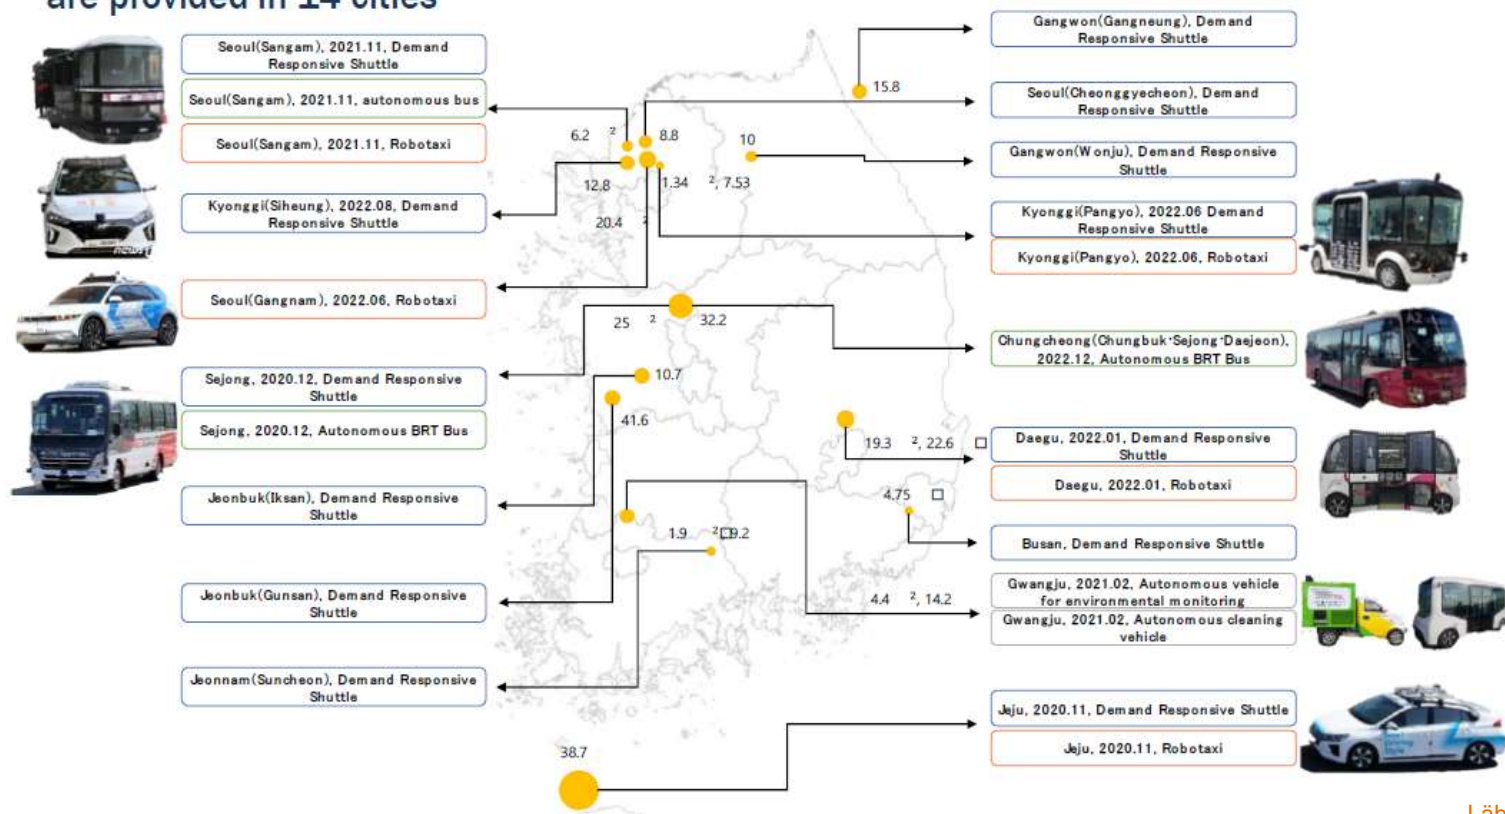 are provided in 14 cities
Seoul(Sangam), 2021.11, Demand
Responsive Shuttle
Seoul(Sangam), 2021.11, autonomous bus
Seoul(Sangam), 2021.11, Robotaxi
Kyonggi(Siheung), 2022.08, Demand
Responsive Shuttle
Seoul(Gangnam), 2022.06, Robotaxi
Sejong, 2020.12, Demand Responsive
Shuttle
Sejong, 2020.12, Autonomous BRT Bus
Jeonbuk(Iksan), Demand Responsive
Shuttle
Jeonbuk(Gunsan), Demand Responsive
Shuttle
Jeonnam(Suncheon), Demand Responsive
Shuttle
15.8
6.2 ²
8.8
10
12.8
1.34 ², 7.53
20.4 ²
25 ²
32.2
10.7
41.6
19.3 ², 22.6 □
4.75 □
1.9 ²□9.2
4.4 ², 14.2
38.7
Gangwon(Gangneung), Demand
Responsive Shuttle
Seoul(Cheonggyecheon), Demand
Responsive Shuttle
Gangwon(Wonju), Demand Responsive
Shuttle
Kyonggi(Pangyo), 2022.06 Demand
Responsive Shuttle
Kyonggi(Pangyo), 2022.06, Robotaxi
Chungcheong(Chungbuk·Sejong·Daejeon),
2022.12, Autonomous BRT Bus
Daegu, 2022.01, Demand Responsive
Shuttle
Daegu, 2022.01, Robotaxi
Busan, Demand Responsive Shuttle
Gwangju, 2021.02, Autonomous vehicle
for environmental monitoring
Gwangju, 2021.02, Autonomous cleaning
vehicle
Jeju, 2020.11, Demand Responsive Shuttle
Jeju, 2020.11, Robotaxi